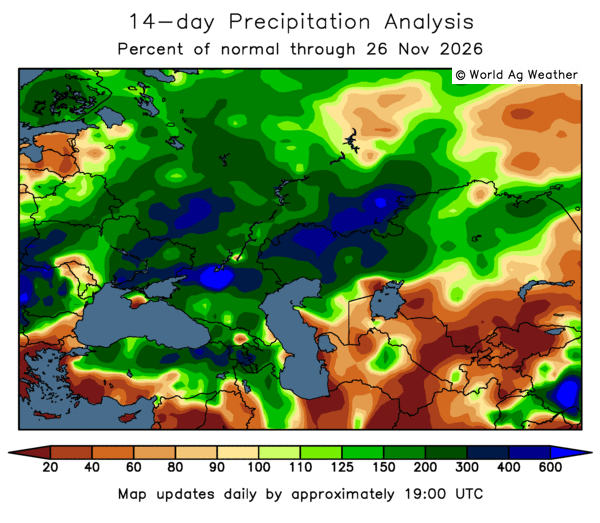 14-day Precipitation Analysis
Percent of normal through 26 Nov 2026
© World Ag Weather
20 40 60 80 90 100 110 125 150 200 300 400 600
Map updates daily by approximately 19:00 UTC